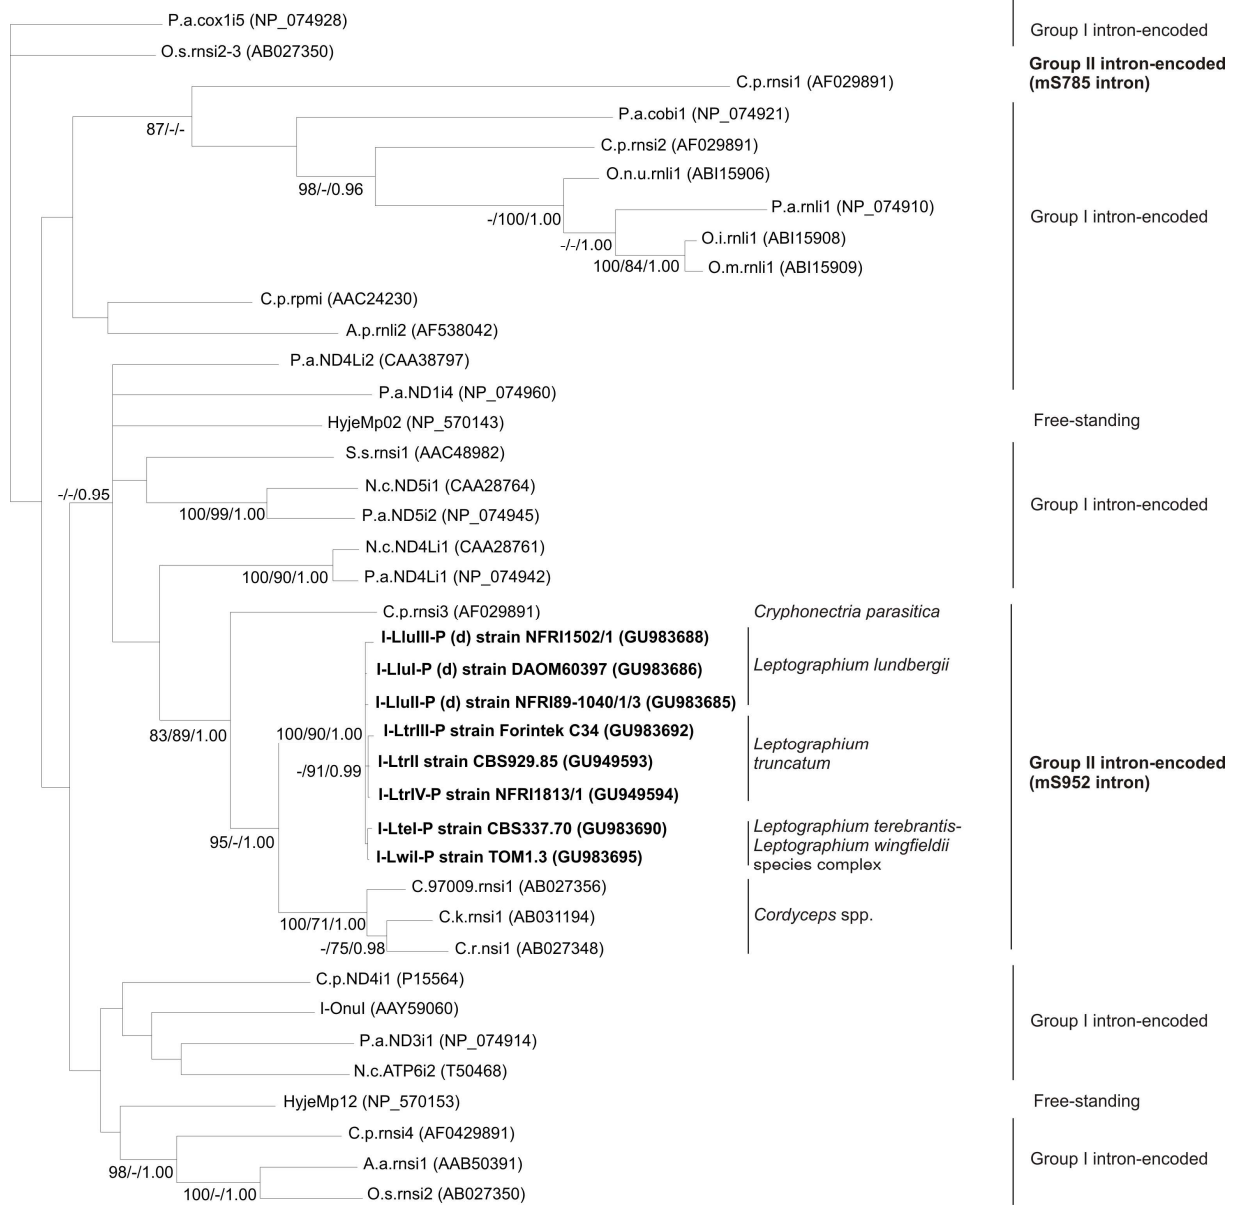 P.a.cox1i5 (NP_074928)
Group I intron-encoded
O.s.rnsi2-3 (AB027350)
Group II intron-encoded
(mS785 intron)
C.p.rnsi1 (AF029891)
P.a.cobi1 (NP_074921)
87/-/-
C.p.rnsi2 (AF029891)
O.n.u.rnli1 (ABI15906)
98/-/0.96
P.a.rnli1 (NP_074910)
Group I intron-encoded
-/100/1.00
O.i.rnli1 (ABI15908)
-/-/1.00
100/84/1.00
O.m.rnli1 (ABI15909)
C.p.rpmi (AAC24230)
A.p.rnli2 (AF538042)
P.a.ND4Li2 (CAA38797)
P.a.ND1i4 (NP_074960)
HyjeMp02 (NP_570143)
Free-standing
S.s.rnsi1 (AAC48982)
N.c.ND5i1 (CAA28764)
-/-/0.95
Group I intron-encoded
100/99/1.00
P.a.ND5i2 (NP_074945)
N.c.ND4Li1 (CAA28761)
100/90/1.00
P.a.ND4Li1 (NP_074942)
C.p.rnsi3 (AF029891)
Cryphonectria parasitica
I-LluIII-P (d) strain NFRI1502/1 (GU983688)
I-LluI-P (d) strain DAOM60397 (GU983686)
Leptographium lundbergii
I-LluII-P (d) strain NFRI89-1040/1/3 (GU983685)
83/89/1.00
100/90/1.00
I-LtrIII-P strain Forintek C34 (GU983692)
Leptographium
truncatum
I-LtrII strain CBS929.85 (GU949593)
-/91/0.99
Group II intron-encoded
(mS952 intron)
I-LtrIV-P strain NFRI1813/1 (GU949594)
I-LteI-P strain CBS337.70 (GU983690)
Leptographium terebrantis-
Leptographium wingfieldii
species complex
95/-/1.00
I-LwiI-P strain TOM1.3 (GU983695)
C.97009.rnsi1 (AB027356)
C.k.rnsi1 (AB031194)
Cordyceps spp.
100/71/1.00
-/75/0.98
C.r.nsi1 (AB027348)
C.p.ND4i1 (P15564)
I-OnuI (AAY59060)
Group I intron-encoded
P.a.ND3i1 (NP_074914)
N.c.ATP6i2 (T50468)
HyjeMp12 (NP_570153)
Free-standing
C.p.rnsi4 (AF0429891)
Group I intron-encoded
98/-/1.00
A.a.rnsi1 (AAB50391)
100/-/1.00
O.s.rnsi2 (AB027350)